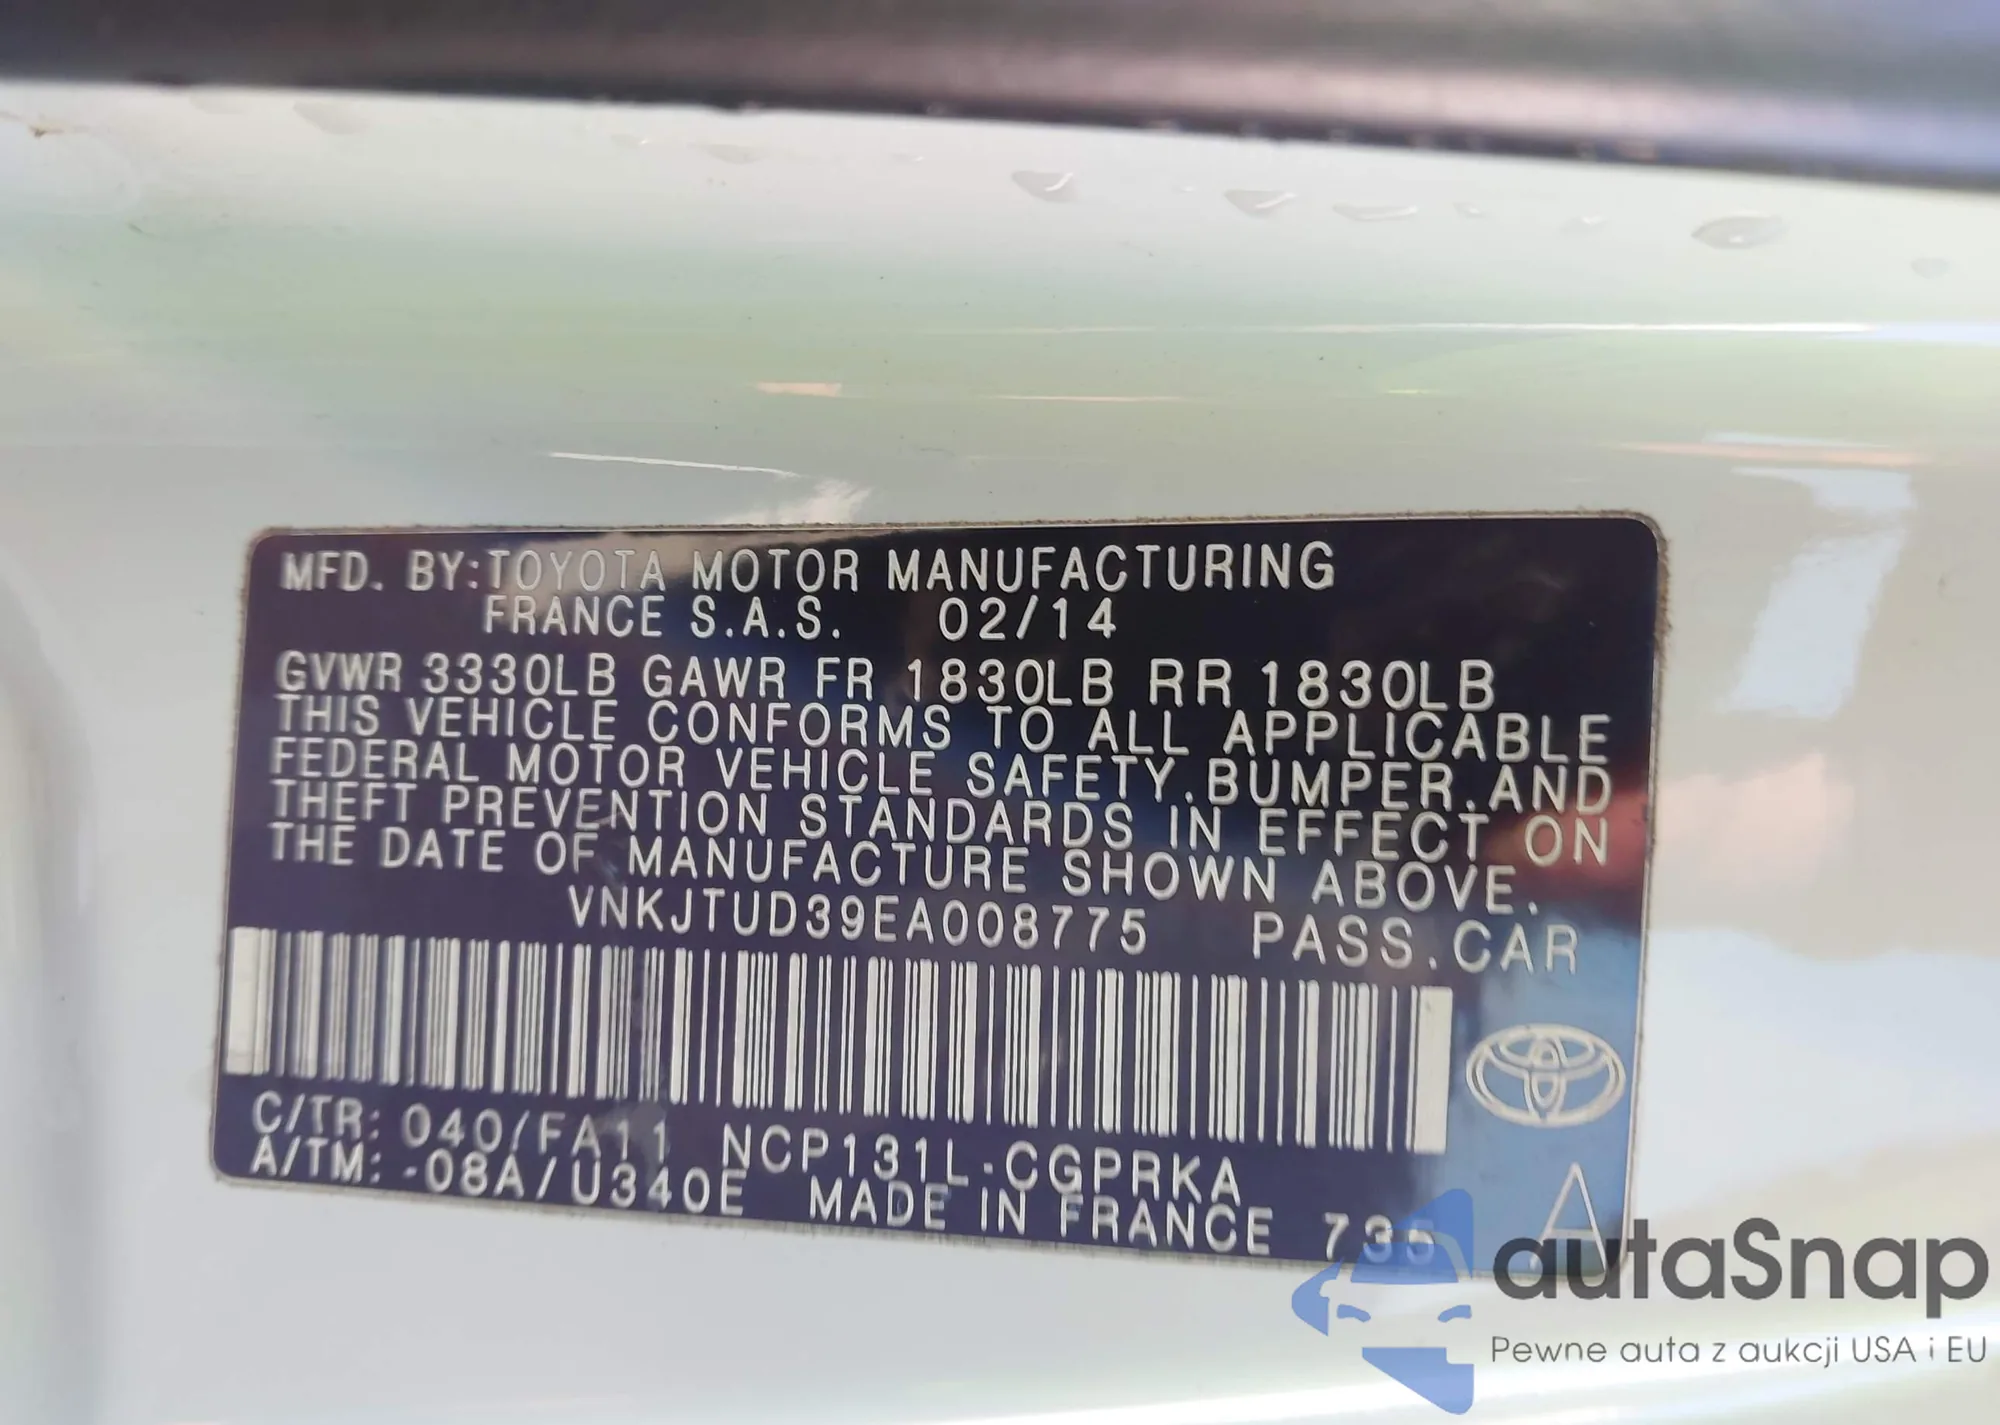 MFD. BY:TOYOTA MOTOR MANUFACTURING
FRANCE S.A.S. 02/14
GVWR 3330LB GAWR FR 1830LB RR 1830LB
THIS VEHICLE CONFORMS TO ALL APPLICABLE
FEDERAL MOTOR VEHICLE SAFETY,BUMPER,AND
THEFT PREVENTION STANDARDS IN EFFECT ON
THE DATE OF MANUFACTURE SHOWN ABOVE.
VNKJTUD39EA008775 PASS.CAR
C/TR: 040/FA11 NCP131L-CGPRKA
A/TM: -08A/U340E MADE IN FRANCE 735
A
autaSnap
Pewne auta z aukcji USA i EU